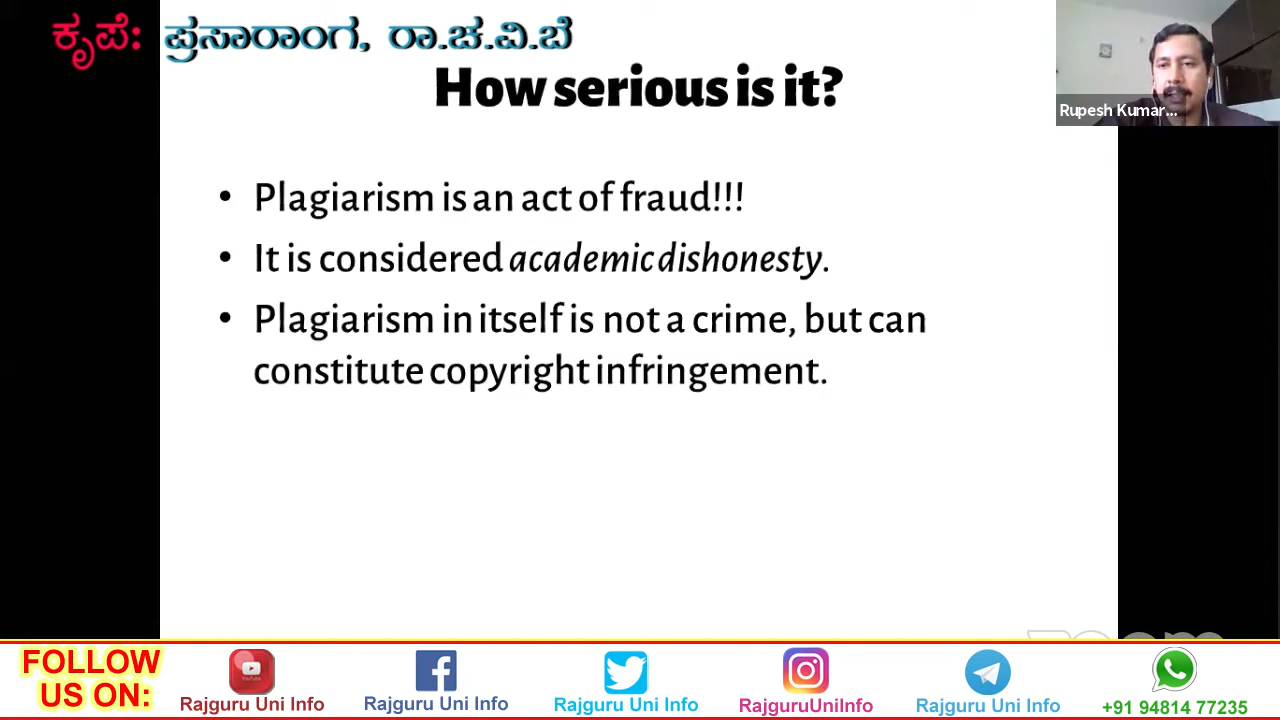 ಕೃಪೆ: ಪ್ರಸಾರಾಂಗ, ರಾ.ಚ.ವಿ.ಬೆ
How serious is it?
Rupesh Kumar...
• Plagiarism is an act of fraud!!!
• It is considered academic dishonesty.
• Plagiarism in itself is not a crime, but can
constitute copyright infringement.
zoom
FOLLOW
US ON:
YouTube
Rajguru Uni Info
Rajguru Uni Info
Rajguru Uni Info
RajguruUniInfo
Rajguru Uni Info
+91 94814 77235